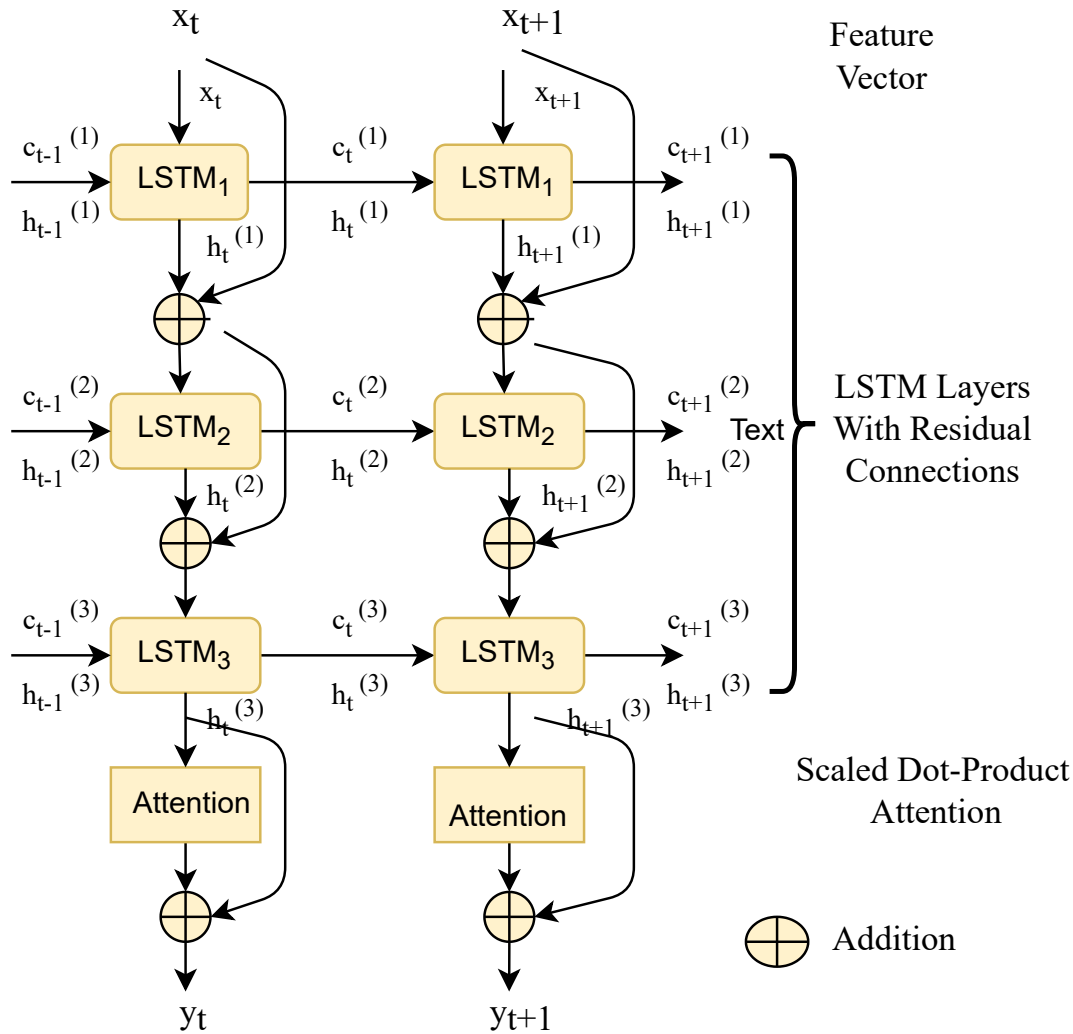 xt
xt+1
Feature
Vector
xt
xt+1
ct-1(1)
ct(1)
ct+1(1)
LSTM1
LSTM1
ht-1(1)
ht(1)
ht+1(1)
ht(1)
ht+1(1)
ct-1(2)
ct(2)
ct+1(2)
LSTM2
LSTM2
Text
LSTM Layers
With Residual
Connections
ht-1(2)
ht(2)
ht+1(2)
ht(2)
ht+1(2)
ct-1(3)
ct(3)
ct+1(3)
LSTM3
LSTM3
ht-1(3)
ht(3)
ht+1(3)
ht(3)
ht+1(3)
Scaled Dot-Product
Attention
Attention
Attention
Addition
yt
yt+1